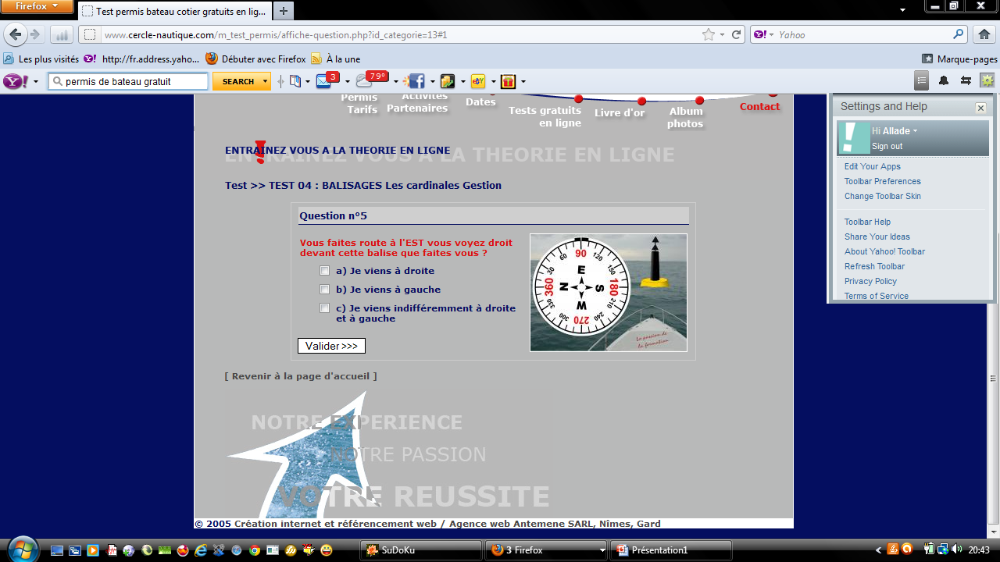 Firefox
Test permis bateau cotier gratuits en lig...
www.cercle-nautique.com/m_test_permis/affiche-question.php?id_categorie=13#1
Yahoo
Les plus visités
http://fr.address.yaho...
Débuter avec Firefox
À la une
Marque-pages
permis de bateau gratuit
SEARCH
3
79°
Permis
Tarifs
Activités
Partenaires
Dates
Tests gratuits
en ligne
Livre d'or
Album
photos
Contact
Settings and Help
Hi Allade
Sign out
Edit Your Apps
Toolbar Preferences
Change Toolbar Skin
Toolbar Help
Share Your Ideas
About Yahoo! Toolbar
Refresh Toolbar
Privacy Policy
Terms of Service
ENTRAINEZ VOUS A LA THEORIE EN LIGNE
ENTRAINEZ VOUS A LA THEORIE EN LIGNE
Test >> TEST 04 : BALISAGES Les cardinales Gestion
Question n°5
Vous faites route à l'EST vous voyez droit
devant cette balise que faites vous ?
a) Je viens à droite
b) Je viens à gauche
c) Je viens indifféremment à droite
et à gauche
Valider >>>
90
120
150
180
210
240
270
300
330
360
30
60
E
S
W
N
La passion de
la formation
[ Revenir à la page d'accueil ]
NOTRE EXPERIENCE
NOTRE PASSION
VOTRE REUSSITE
© 2005 Création internet et référencement web / Agence web Antemene SARL, Nîmes, Gard
SuDoKu
3 Firefox
Présentation1
20:43